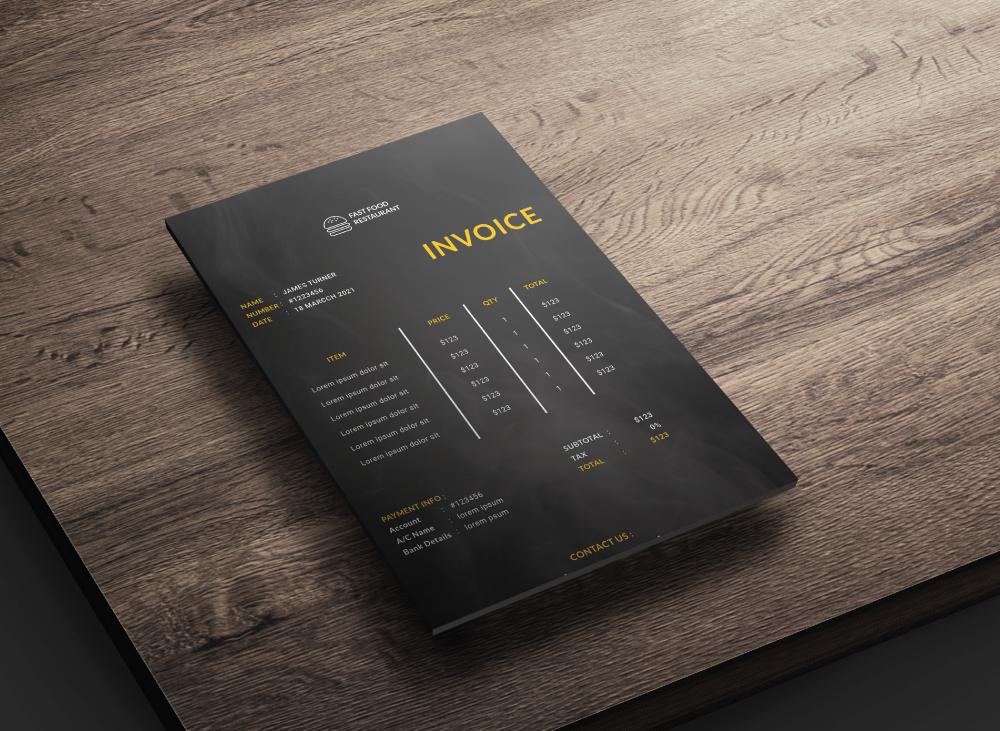 FAST FOOD
RESTAURANT
INVOICE
NAME : JAMES TURNER
NUMBER : #1223456
DATE : 18 MARCCH 2021
ITEM PRICE QTY TOTAL
Lorem ipsum dolor sit $123 1 $123
Lorem ipsum dolor sit $123 1 $123
Lorem ipsum dolor sit $123 1 $123
Lorem ipsum dolor sit $123 1 $123
Lorem ipsum dolor sit $123 1 $123
Lorem ipsum dolor sit $123 1 $123
SUBTOTAL : $123
TAX : 0%
TOTAL : $123
PAYMENT INFO :
Account : #123456
A/C Name : lorem ipsum
Bank Details : lorem psum
CONTACT US :